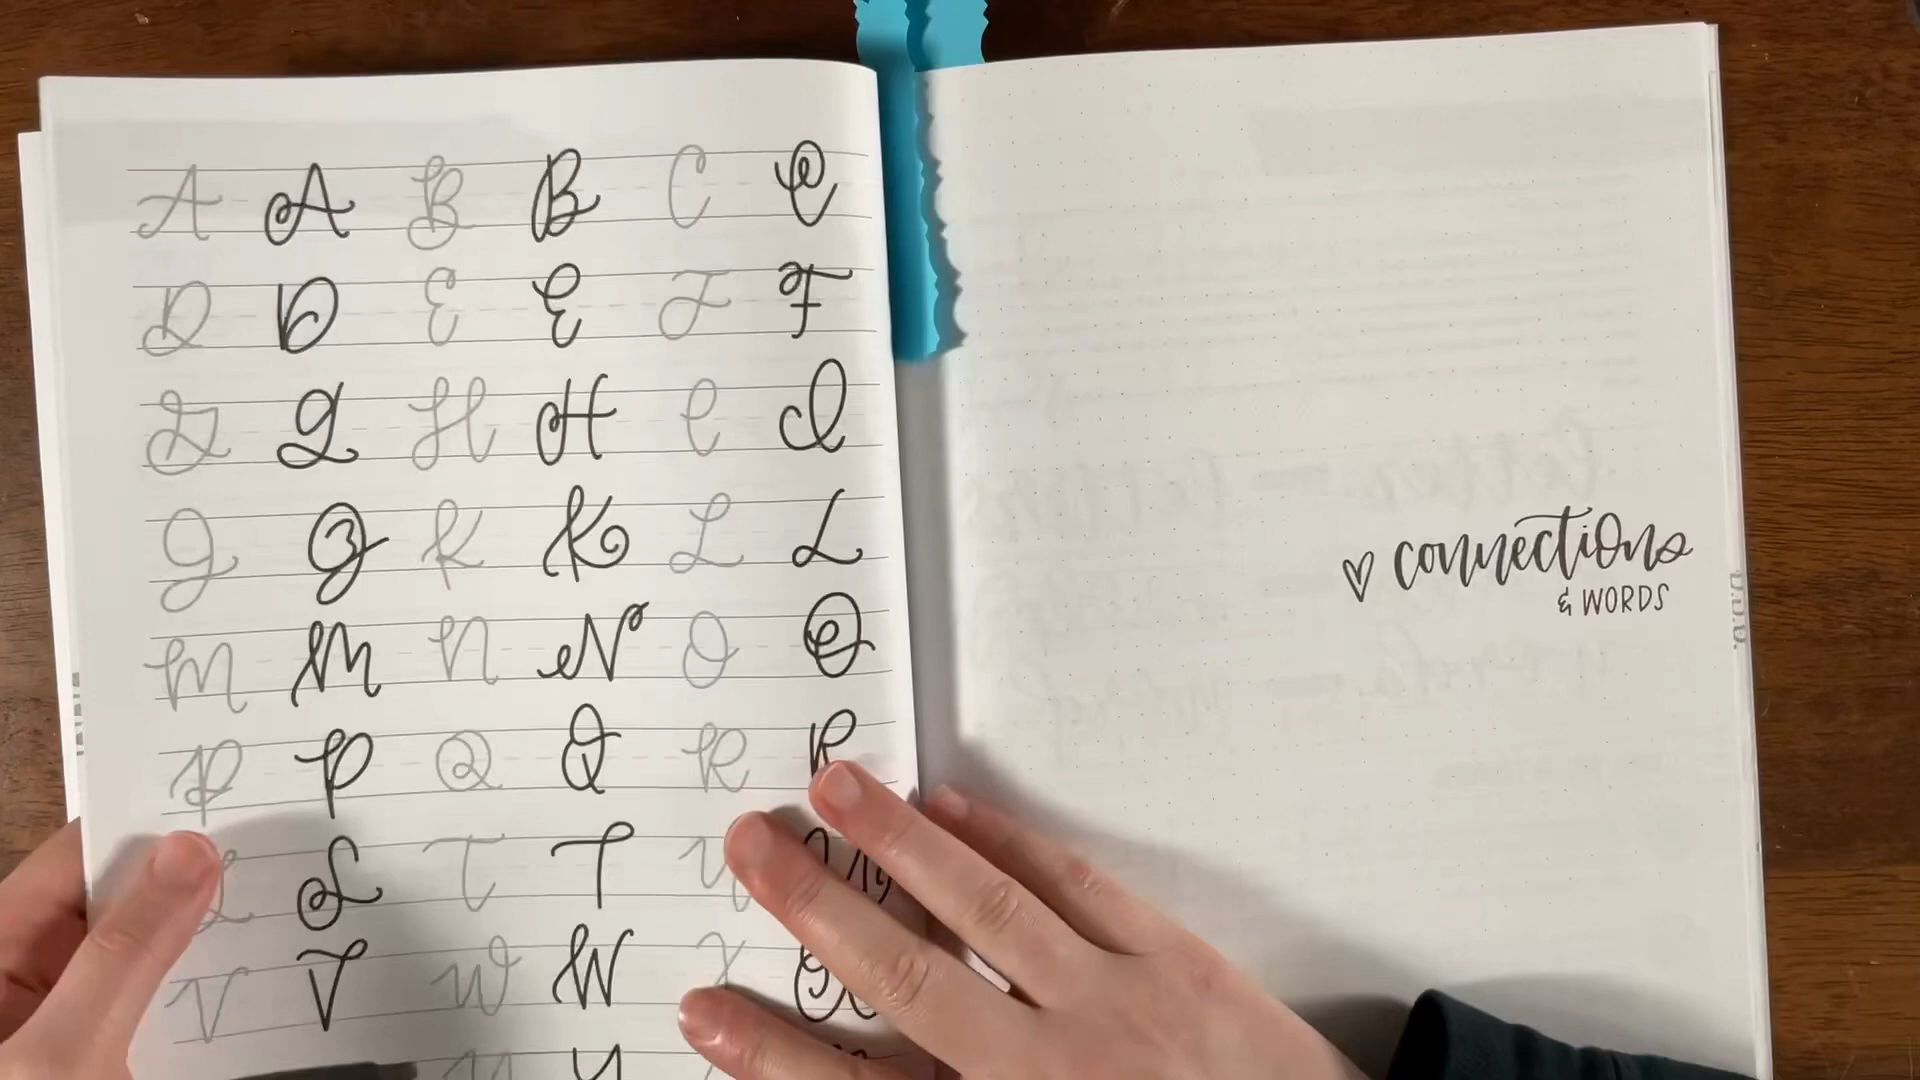 A A B B C C
D D E E F F
G G H H I I
J J K K L L
M M N N O O
P P Q Q R R
S S T T U
V V W W X X
Y Y
♡ connections
& WORDS